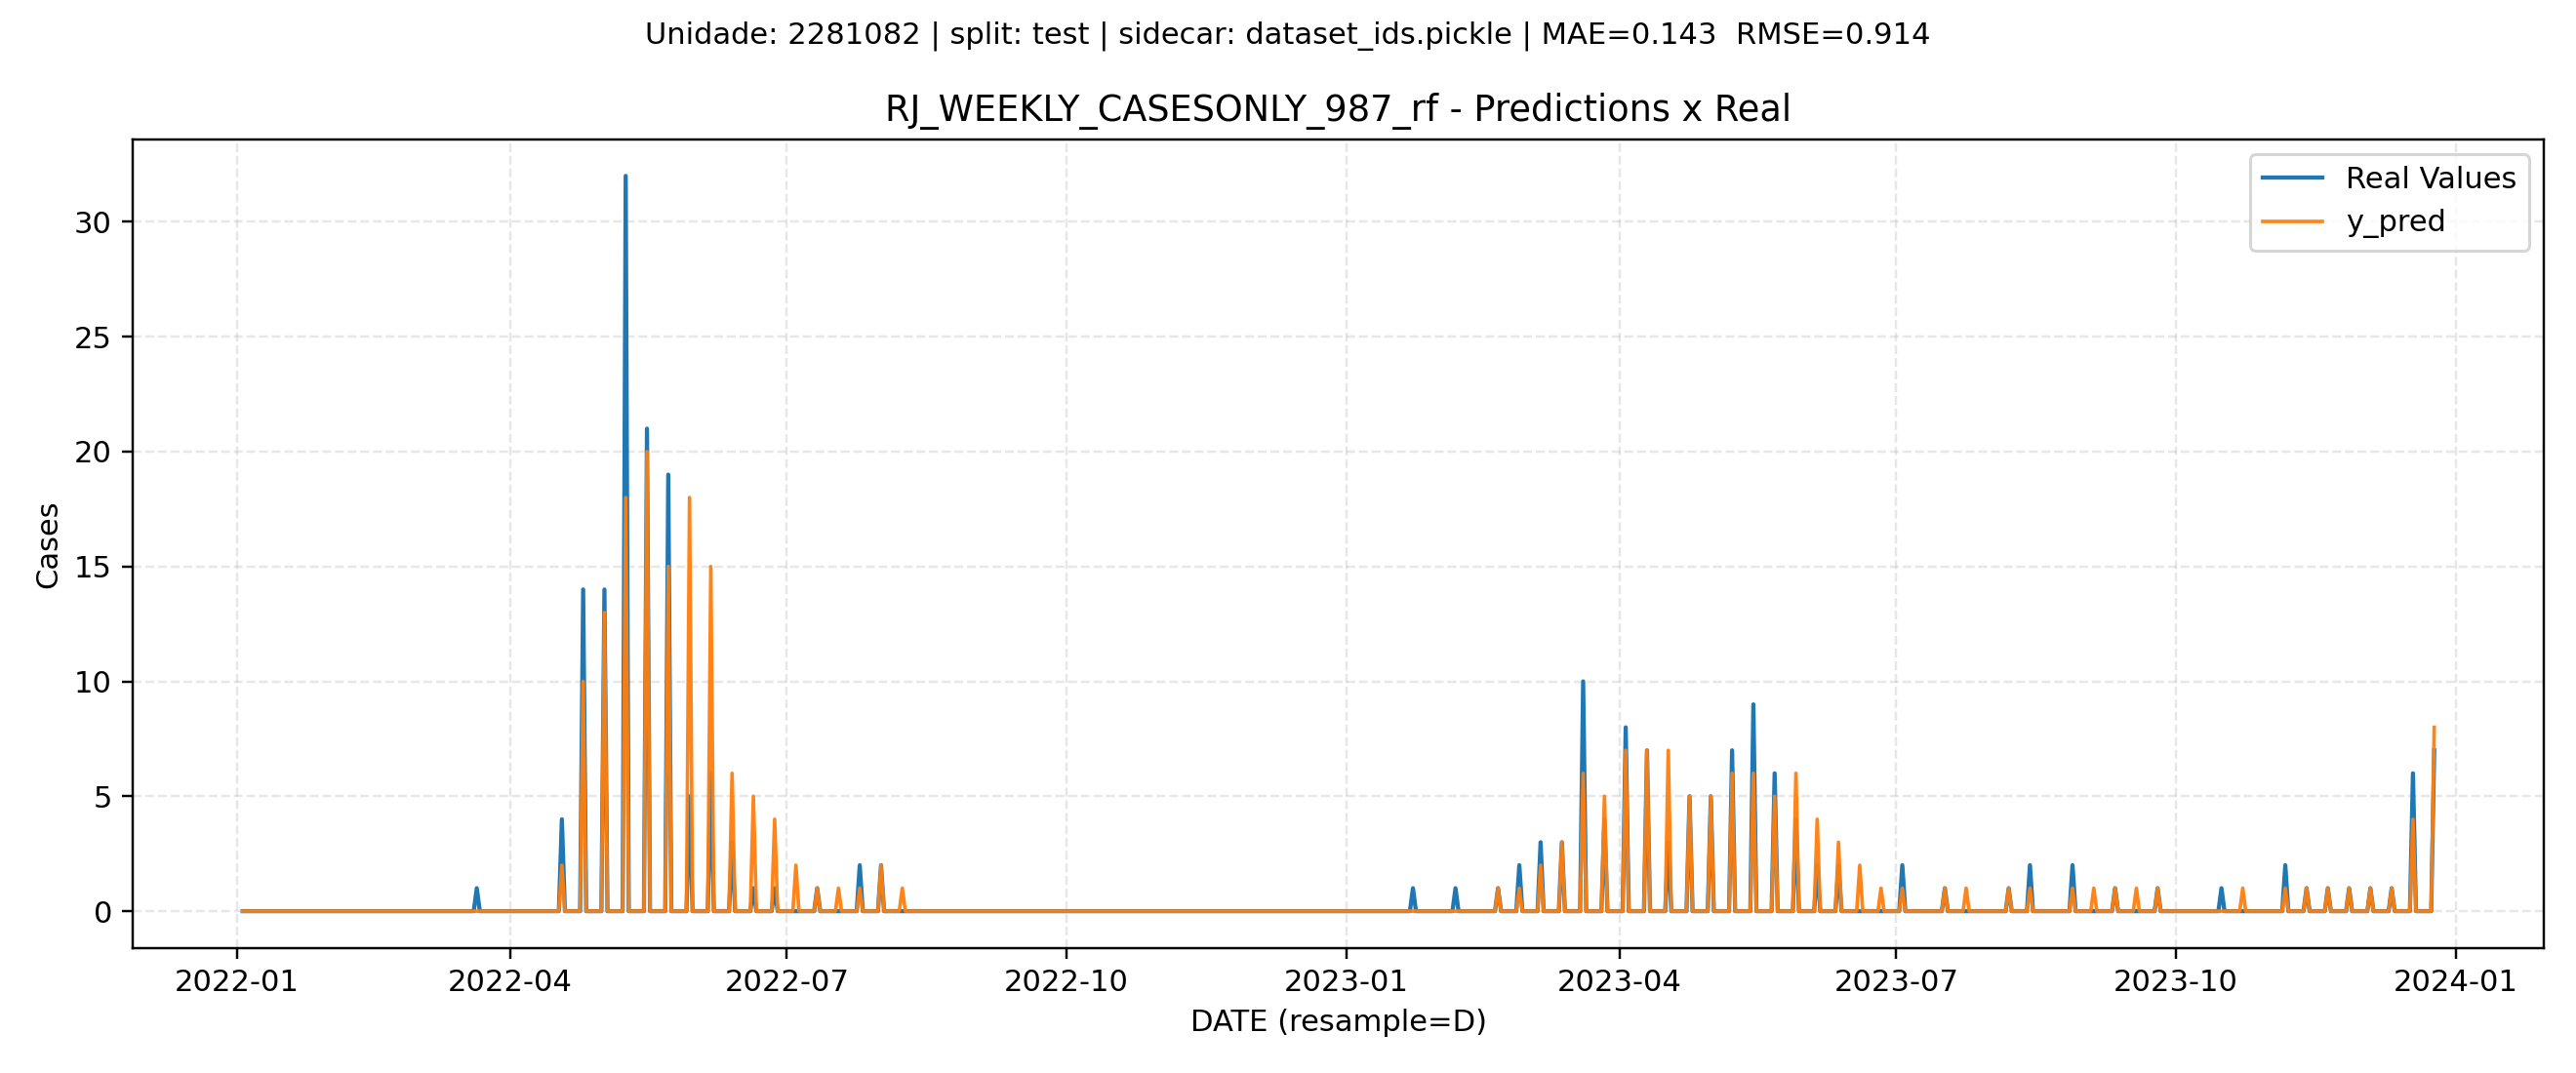 Unidade: 2281082 | split: test | sidecar: dataset_ids.pickle | MAE=0.143  RMSE=0.914
RJ_WEEKLY_CASESONLY_987_rf - Predictions x Real
Real Values
y_pred
30
25
20
15
10
5
0
Cases
2022-01
2022-04
2022-07
2022-10
2023-01
2023-04
2023-07
2023-10
2024-01
DATE (resample=D)